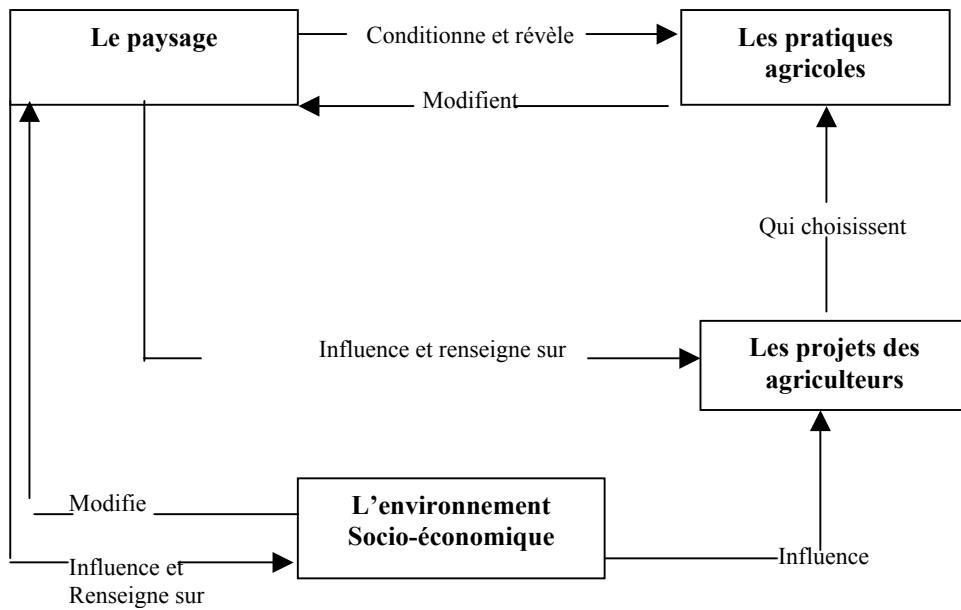 Le paysage
Conditionne et révèle
Les pratiques
agricoles
Modifient
Qui choisissent
Influence et renseigne sur
Les projets des
agriculteurs
Modifie
L’environnement
Socio-économique
Influence et
Renseigne sur
Influence